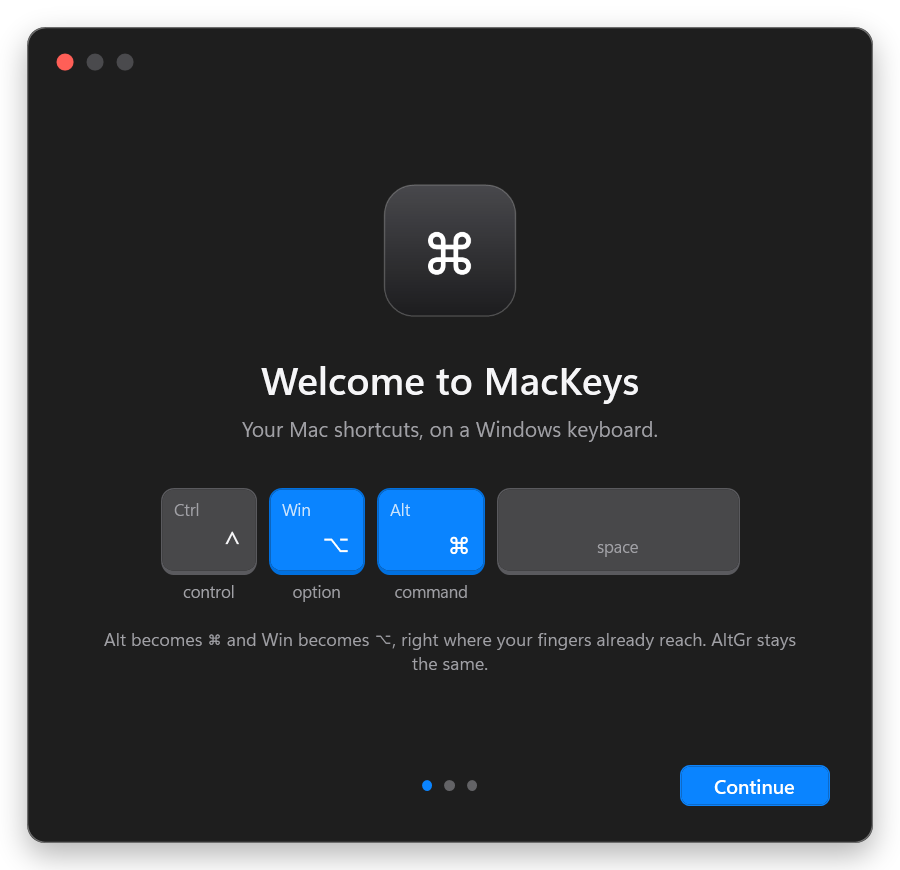 ⌘
Welcome to MacKeys
Your Mac shortcuts, on a Windows keyboard.
Ctrl Win Alt
^ ⌥ ⌘ space
control option command
Alt becomes ⌘ and Win becomes ⌥, right where your fingers already reach. AltGr stays
the same.
Continue